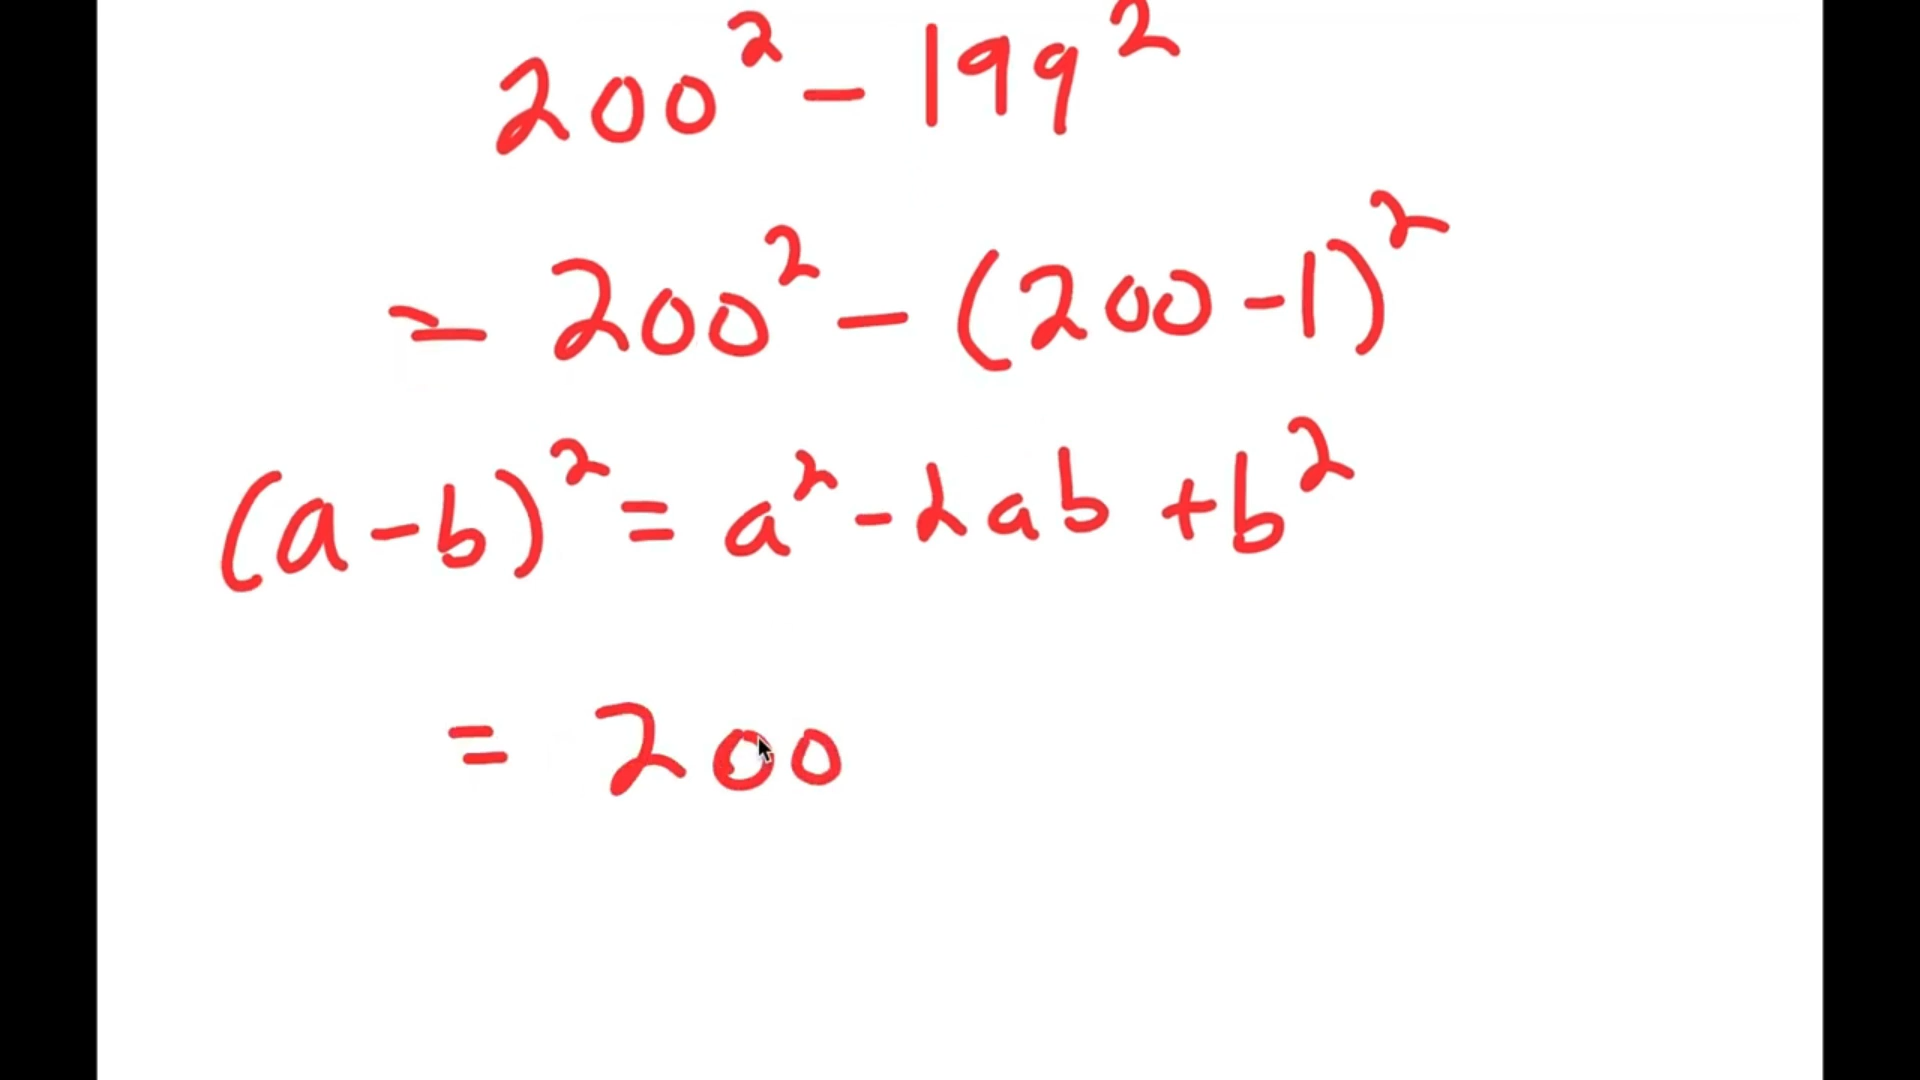 200² - 199²
= 200² - (200 - 1)²
(a - b)² = a² - 2ab + b²
= 200